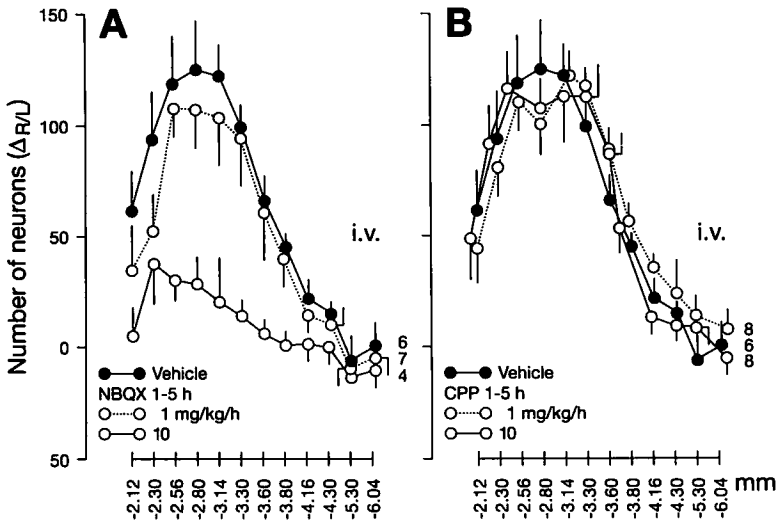 A
B
Number of neurons (ΔR/L)
150
100
50
0
50
i.v.
i.v.
6
7
4
8
6
8
Vehicle
NBQX 1-5 h
1 mg/kg/h
10
Vehicle
CPP 1-5 h
1 mg/kg/h
10
-2.12 -2.30 -2.56 -2.80 -3.14 -3.30 -3.60 -3.80 -4.16 -4.30 -5.30 -6.04
-2.12 -2.30 -2.56 -2.80 -3.14 -3.30 -3.60 -3.80 -4.16 -4.30 -5.30 -6.04 mm